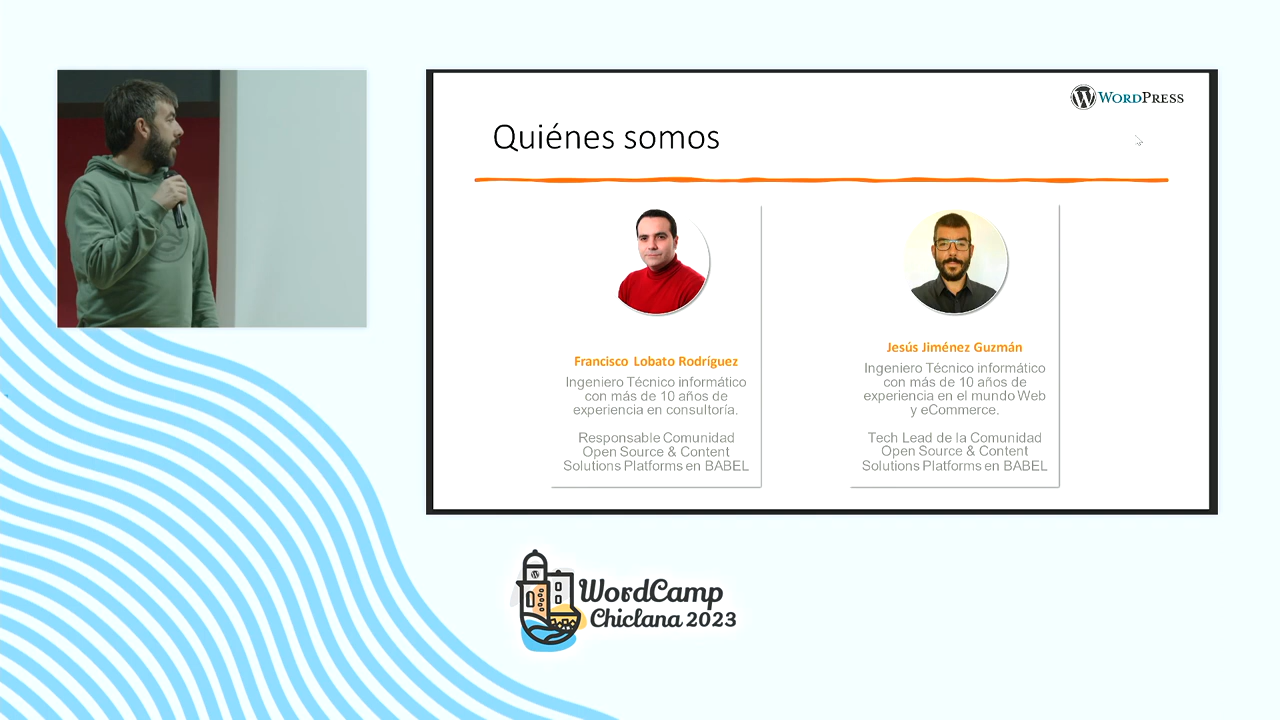 WORDPRESS
Quiénes somos
Francisco Lobato Rodríguez
Ingeniero Técnico informático
con más de 10 años de
experiencia en consultoría.
Responsable Comunidad
Open Source & Content
Solutions Platforms en BABEL
Jesús Jiménez Guzmán
Ingeniero Técnico informático
con más de 10 años de
experiencia en el mundo Web
y eCommerce.
Tech Lead de la Comunidad
Open Source & Content
Solutions Platforms en BABEL
WordCamp
Chiclana 2023